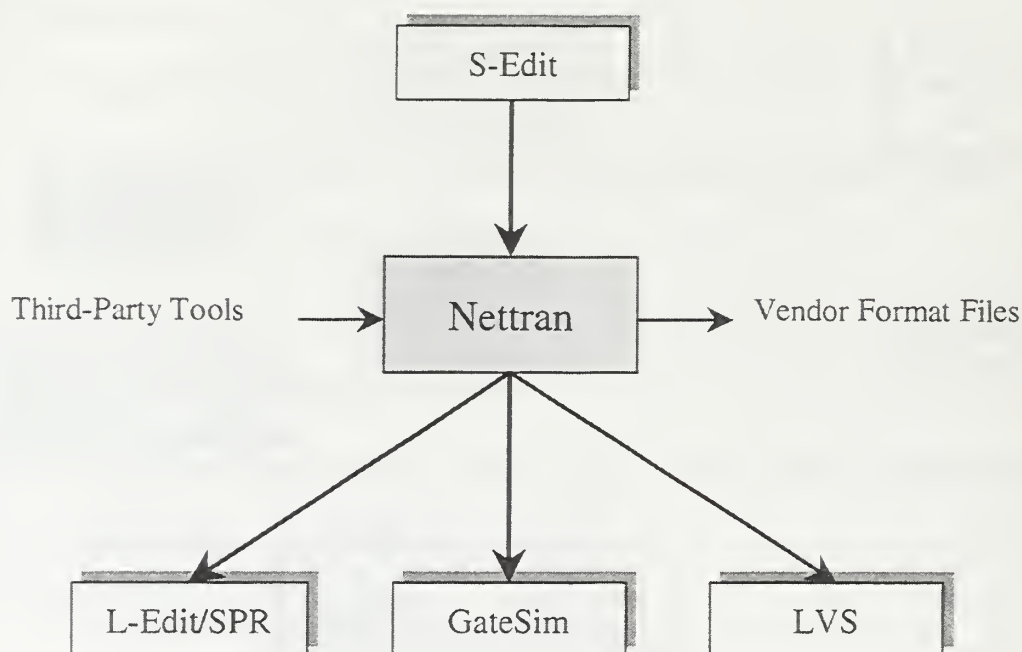 S-Edit
Third-Party Tools
Nettran
Vendor Format Files
L-Edit/SPR
GateSim
LVS